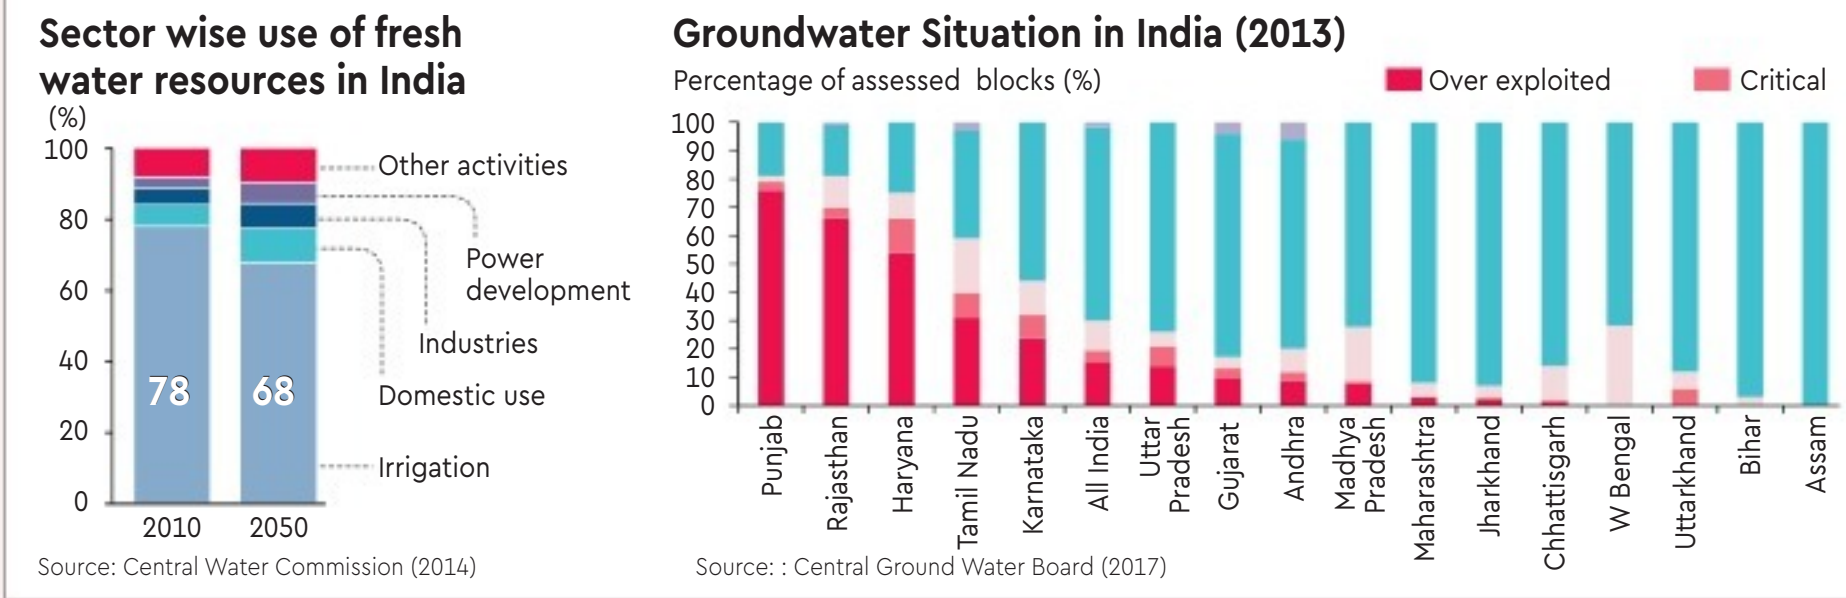 Sector wise use of fresh
water resources in India
(%)
100
80
60
40
20
0
78
68
2010
2050
Other activities
Power
development
Industries
Domestic use
Irrigation
Source: Central Water Commission (2014)
Groundwater Situation in India (2013)
Percentage of assessed blocks (%)
Over exploited
Critical
100
90
80
70
60
50
40
30
20
10
0
Punjab
Rajasthan
Haryana
Tamil Nadu
Karnataka
All India
Uttar
Pradesh
Gujarat
Andhra
Madhya
Pradesh
Maharashtra
Jharkhand
Chhattisgarh
W Bengal
Uttarkhand
Bihar
Assam
Source: : Central Ground Water Board (2017)